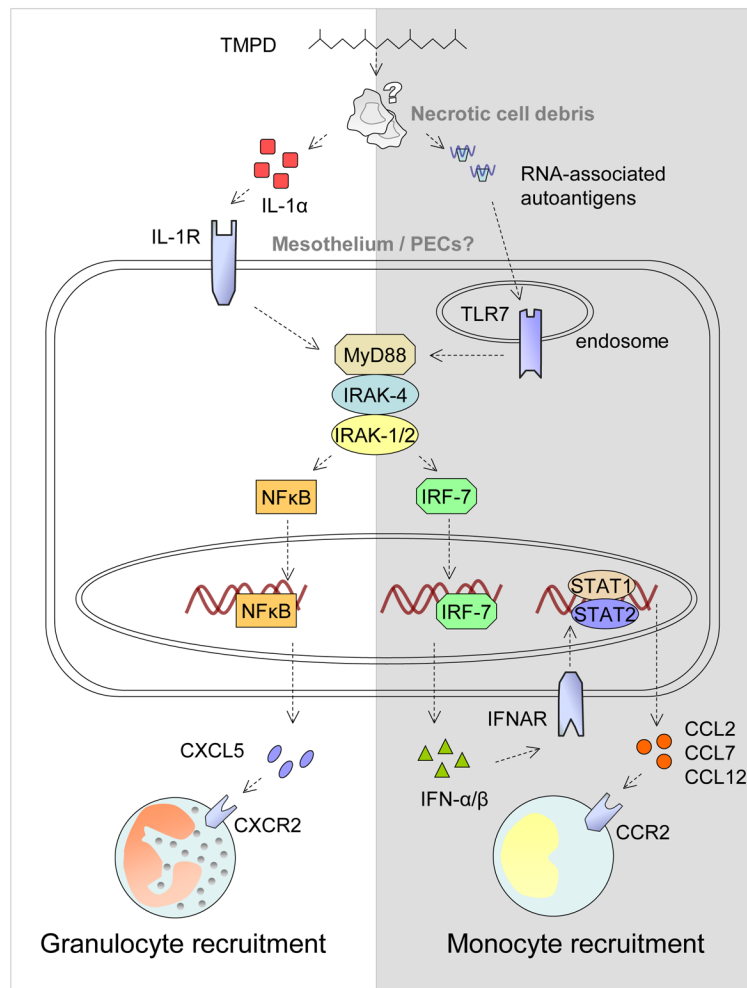 TMPD
?
Necrotic cell debris
RNA-associated
autoantigens
IL-1α
IL-1R
Mesothelium / PECs?
TLR7
endosome
MyD88
IRAK-4
IRAK-1/2
NFκB
IRF-7
NFκB
IRF-7
STAT1
STAT2
IFNAR
CXCL5
IFN-α/β
CCL2
CCL7
CCL12
CXCR2
CCR2
Granulocyte recruitment
Monocyte recruitment